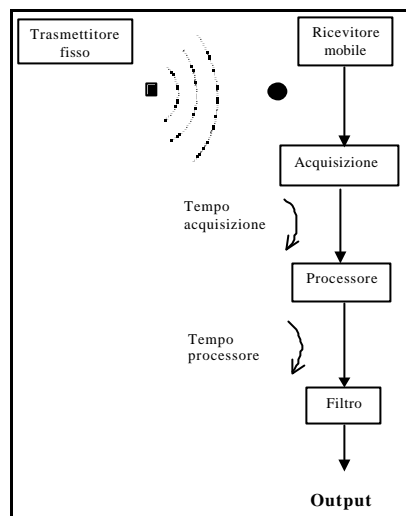 Trasmettitore
fisso
Ricevitore
mobile
Acquisizione
Tempo
acquisizione
Processore
Tempo
processore
Filtro
Output